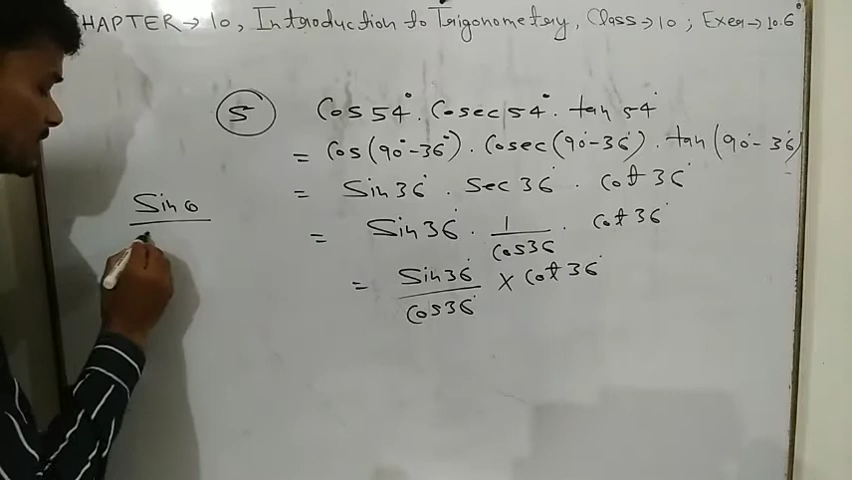 HAPTER → 10, Introduction to Trigonometry, Class → 10 ; Exer → 10.6°
5 Cos 54° . Cosec 54° . tan 54°
= Cos (90° - 36°) . Cosec (90° - 36°) . tan (90° - 36)
= Sin 36° . Sec 36° . Cot 36°
Sin θ
= Sin 36° . 1/Cos36 . Cot 36°
= Sin 36°/Cos 36° × Cot 36°